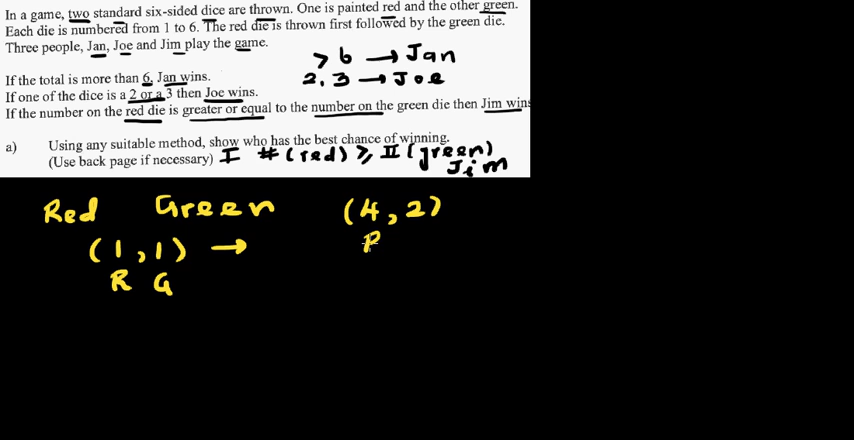 In a game, two standard six-sided dice are thrown. One is painted red and the other green.
Each die is numbered from 1 to 6. The red die is thrown first followed by the green die.
Three people, Jan, Joe and Jim play the game.
> 6 → Jan
If the total is more than 6, Jan wins.
2.3 → Joe
If one of the dice is a 2 or a 3 then Joe wins.
If the number on the red die is greater or equal to the number on the green die then Jim wins
a) Using any suitable method, show who has the best chance of winning.
(Use back page if necessary) I #(red) ⩾ II (green)
Jim
Red Green (4,2)
(1,1) → R
R G